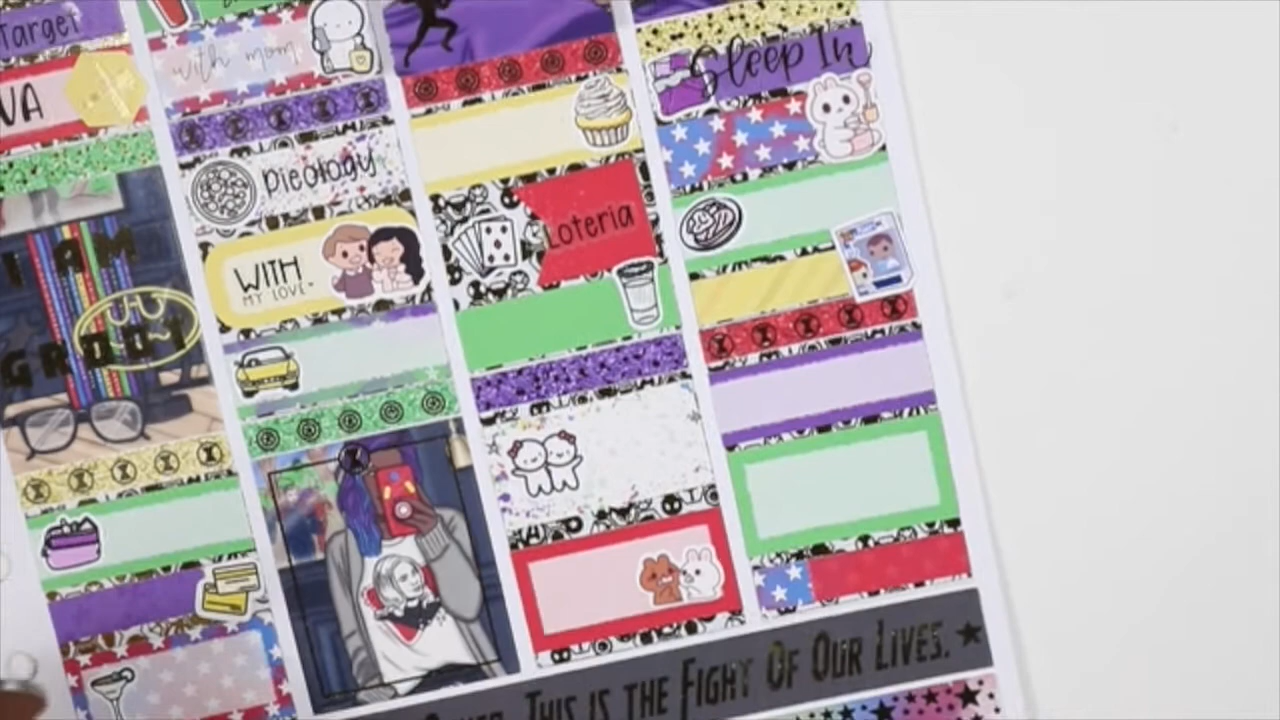 Target
with mom
Sleep In
VA
Pieology
Loteria
I AM
WITH
MY LOVE.
GROOT
THIS IS THE FIGHT OF OUR LIVES.